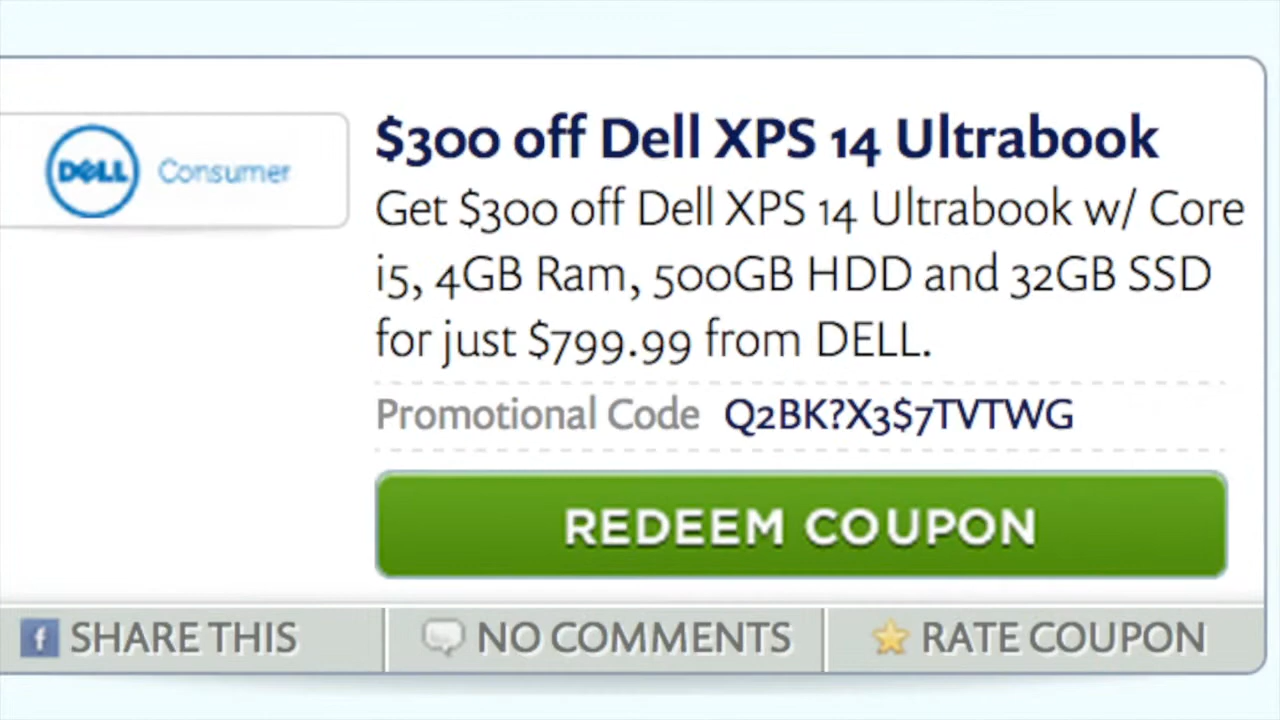 $300 off Dell XPS 14 Ultrabook
DELL Consumer
Get $300 off Dell XPS 14 Ultrabook w/ Core
i5, 4GB Ram, 500GB HDD and 32GB SSD
for just $799.99 from DELL.
Promotional Code Q2BK?X3$7TVTWG
REDEEM COUPON
f SHARE THIS NO COMMENTS RATE COUPON